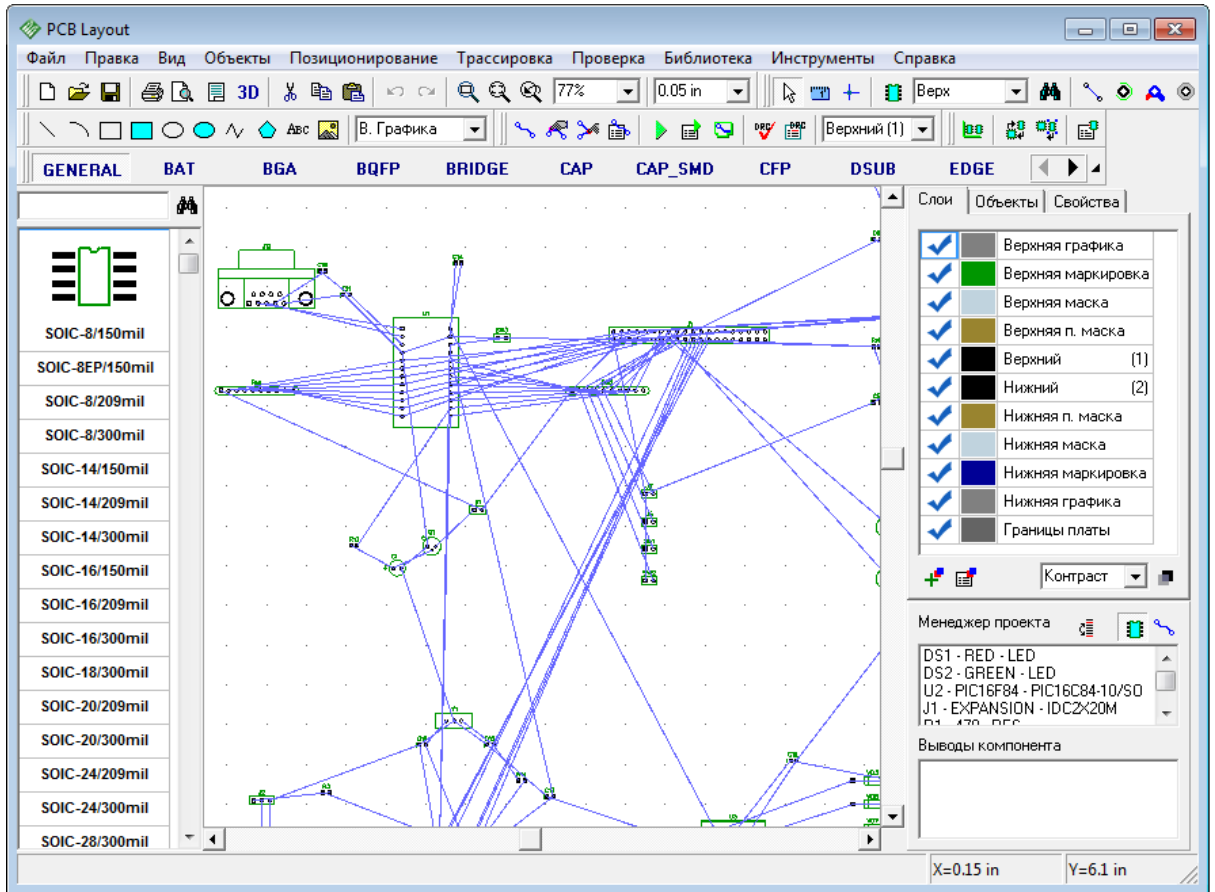 PCB Layout
Файл Правка Вид Объекты Позиционирование Трассировка Проверка Библиотека Инструменты Справка
3D 77% 0.05 in Верх
ABC В. Графика DRC DRC Верхний (1)
GENERAL BAT BGA BQFP BRIDGE CAP CAP_SMD CFP DSUB EDGE
SOIC-8/150mil
SOIC-8EP/150mil
SOIC-8/209mil
SOIC-8/300mil
SOIC-14/150mil
SOIC-14/209mil
SOIC-14/300mil
SOIC-16/150mil
SOIC-16/209mil
SOIC-16/300mil
SOIC-18/300mil
SOIC-20/209mil
SOIC-20/300mil
SOIC-24/209mil
SOIC-24/300mil
SOIC-28/300mil
Слои Объекты Свойства
Верхняя графика
Верхняя маркировка
Верхняя маска
Верхняя п. маска
Верхний (1)
Нижний (2)
Нижняя п. маска
Нижняя маска
Нижняя маркировка
Нижняя графика
Границы платы
Контраст
Менеджер проекта
DS1 - RED - LED
DS2 - GREEN - LED
U2 - PIC16F84 - PIC16C84-10/SO
J1 - EXPANSION - IDC2X20M
Выводы компонента
X=0.15 in Y=6.1 in